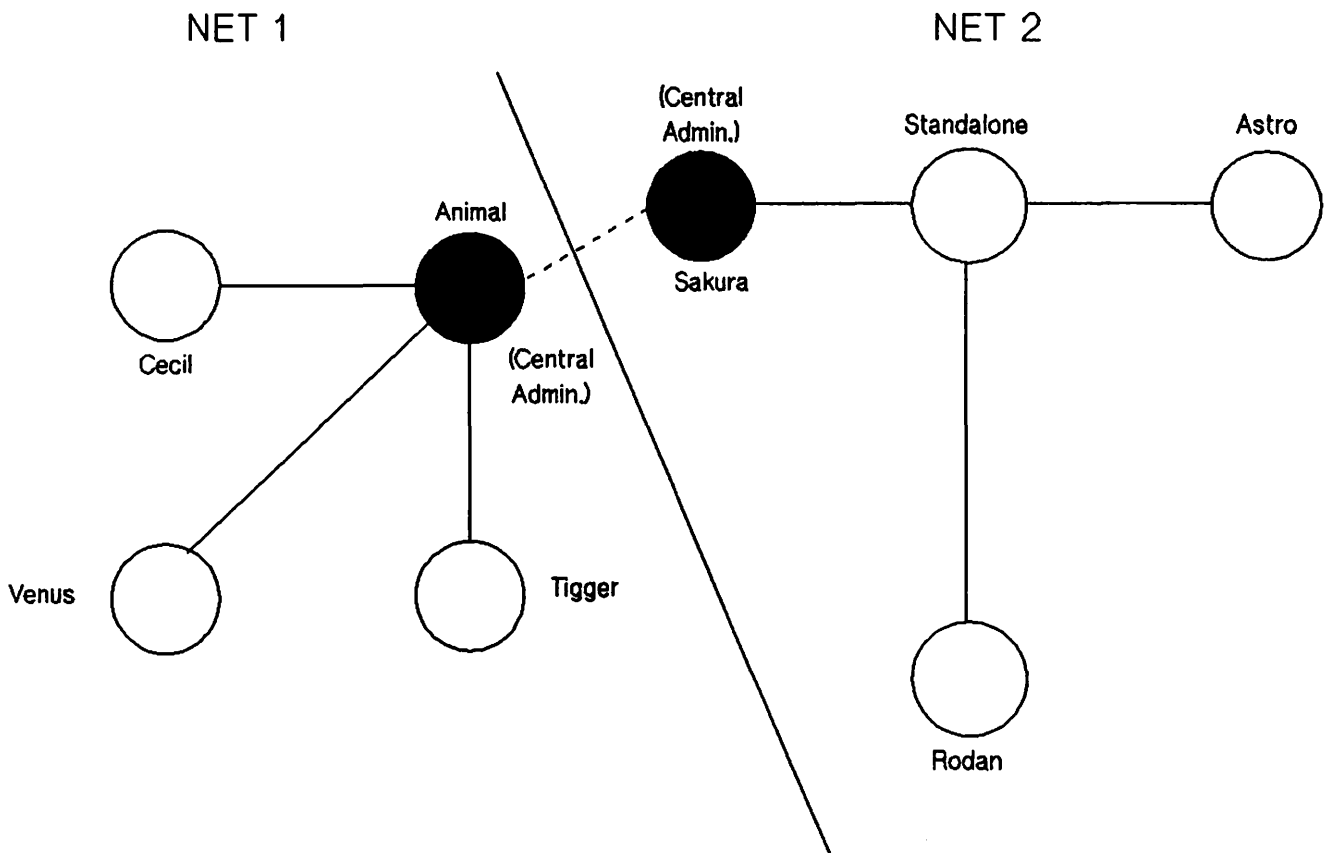 NET 1
NET 2
(Central
Admin.)
Standalone
Astro
Animal
Sakura
Cecil
(Central
Admin.)
Venus
Tigger
Rodan